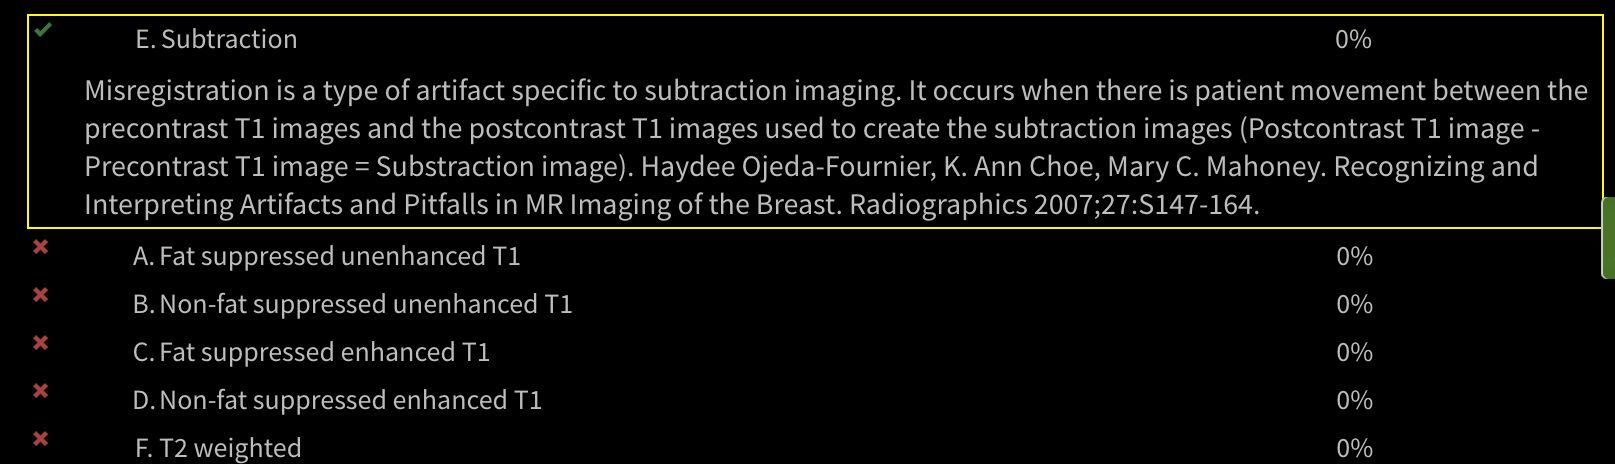 E. Subtraction 0%
Misregistration is a type of artifact specific to subtraction imaging. It occurs when there is patient movement between the
precontrast T1 images and the postcontrast T1 images used to create the subtraction images (Postcontrast T1 image -
Precontrast T1 image = Substraction image). Haydee Ojeda-Fournier, K. Ann Choe, Mary C. Mahoney. Recognizing and
Interpreting Artifacts and Pitfalls in MR Imaging of the Breast. Radiographics 2007;27:S147-164.
A. Fat suppressed unenhanced T1 0%
B. Non-fat suppressed unenhanced T1 0%
C. Fat suppressed enhanced T1 0%
D. Non-fat suppressed enhanced T1 0%
F. T2 weighted 0%